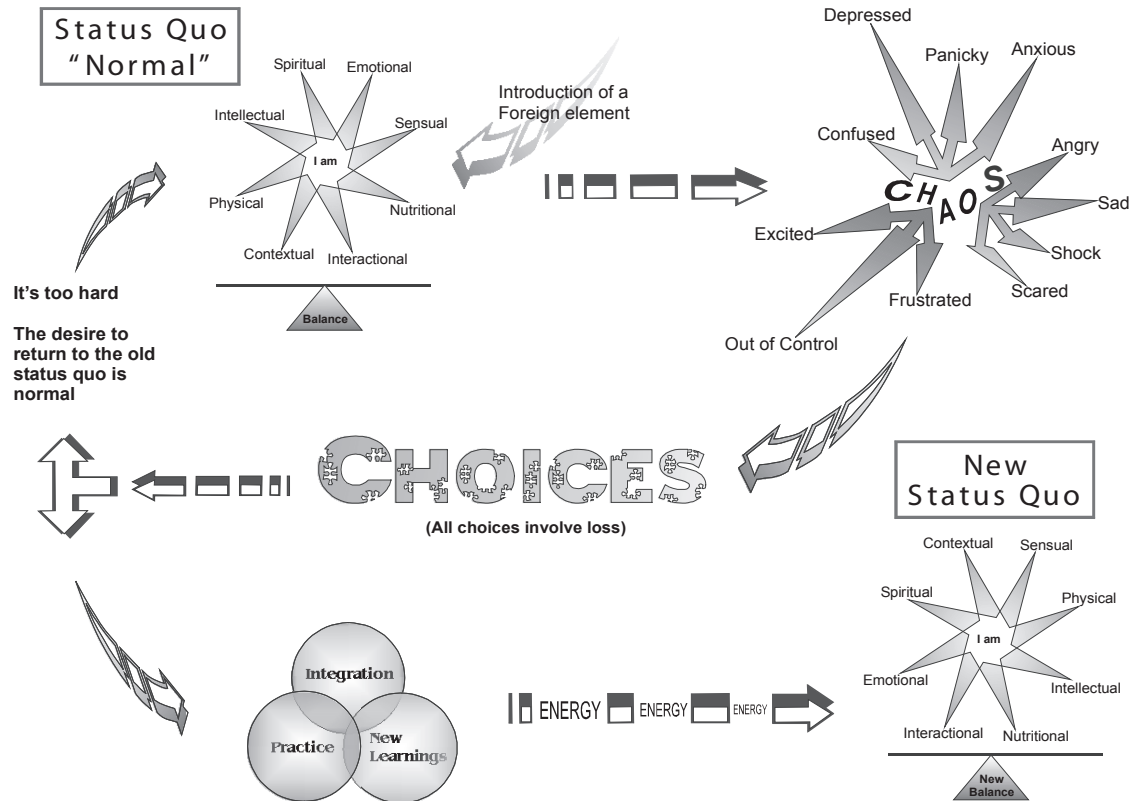 Status Quo
“Normal”
Spiritual
Emotional
Intellectual
Sensual
I am
Physical
Nutritional
Contextual
Interactional
Balance
Introduction of a
Foreign element
Depressed
Panicky
Anxious
Confused
Angry
CHAOS
Sad
Excited
Shock
Scared
Frustrated
Out of Control
It's too hard
The desire to
return to the old
status quo is
normal
CHOICES
(All choices involve loss)
New
Status Quo
Contextual
Sensual
Spiritual
Physical
I am
Emotional
Intellectual
Interactional
Nutritional
New
Balance
Integration
Practice
New
Learnings
ENERGY
ENERGY
ENERGY